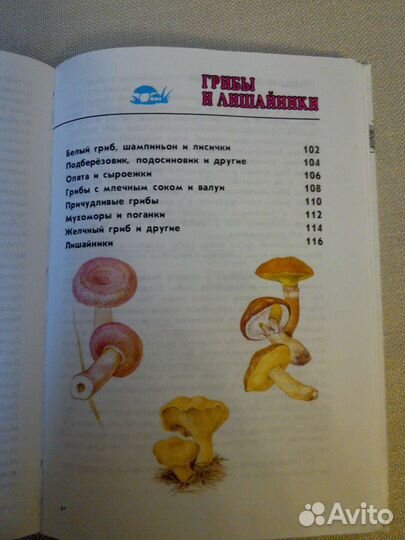 ГРИБЫ
И ЛИШАЙНИКИ
Белый гриб, шампиньон и лисички 102
Подберёзовик, подосиновик и другие 104
Опята и сыроежки 106
Грибы с млечным соком и валуи 108
Причудливые грибы 110
Мухоморы и поганки 112
Желчный гриб и другие 114
Лишайники 116
Avito